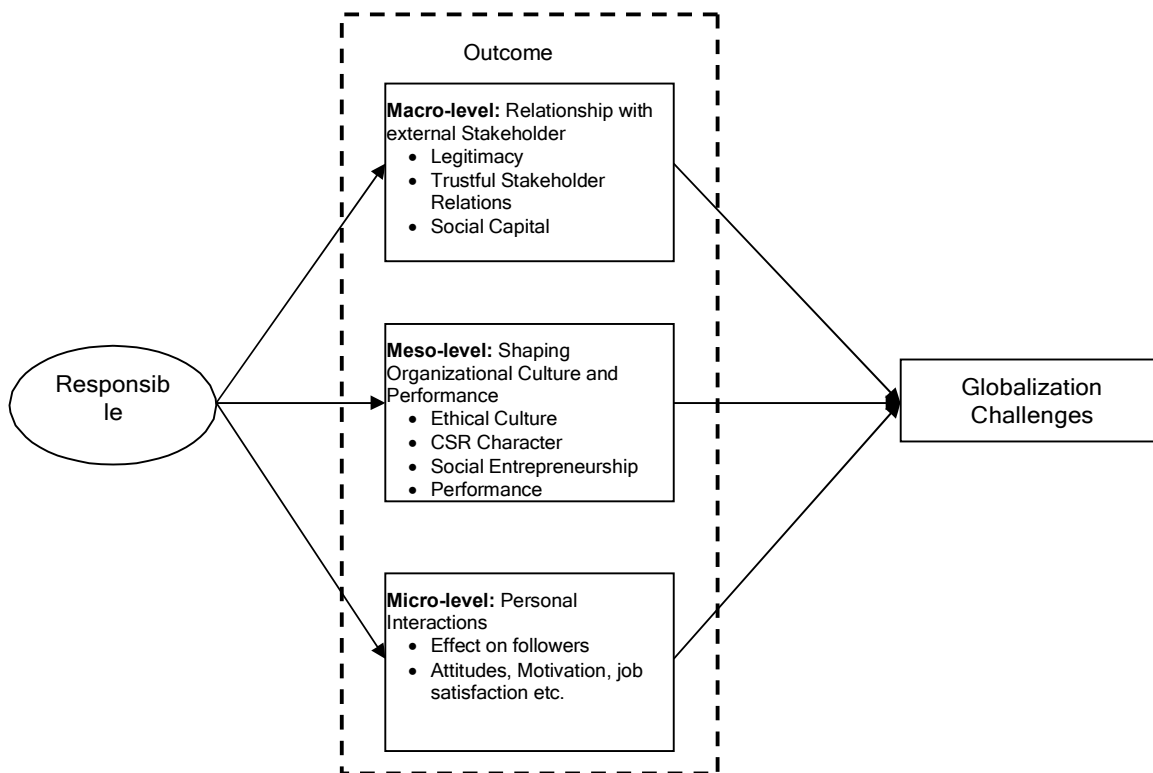 Outcome
Macro-level: Relationship with
external Stakeholder
• Legitimacy
• Trustful Stakeholder
Relations
• Social Capital
Meso-level: Shaping
Organizational Culture and
Performance
• Ethical Culture
• CSR Character
• Social Entrepreneurship
• Performance
Micro-level: Personal
Interactions
• Effect on followers
• Attitudes, Motivation, job
satisfaction etc.
Responsib
le
Globalization
Challenges